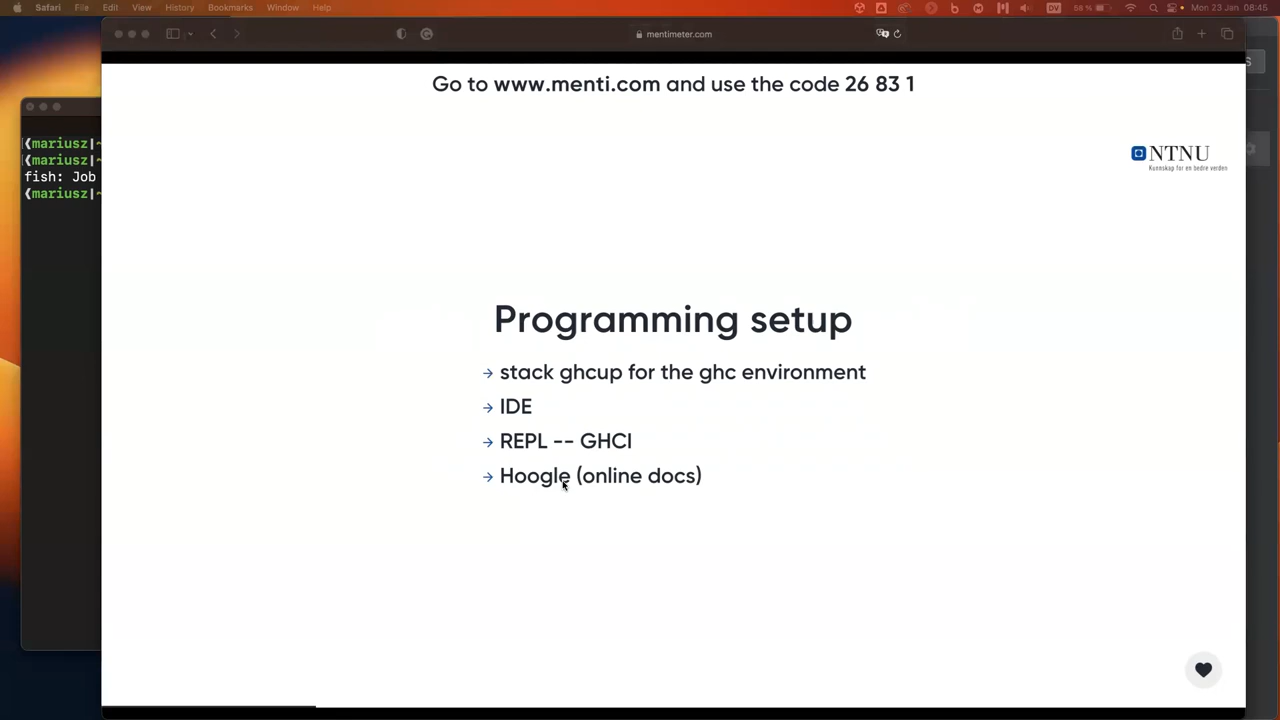 Safari File Edit View History Bookmarks Window Help DV 68 % Mon 23 Jan 08:45
mentimeter.com
S
Go to www.menti.com and use the code 26 83 1
❮mariusz|~
❮mariusz|~
fish: Job
❮mariusz|~
NTNU
Kunnskap for en bedre verden
Programming setup
→ stack ghcup for the ghc environment
→ IDE
→ REPL -- GHCI
→ Hoogle (online docs)